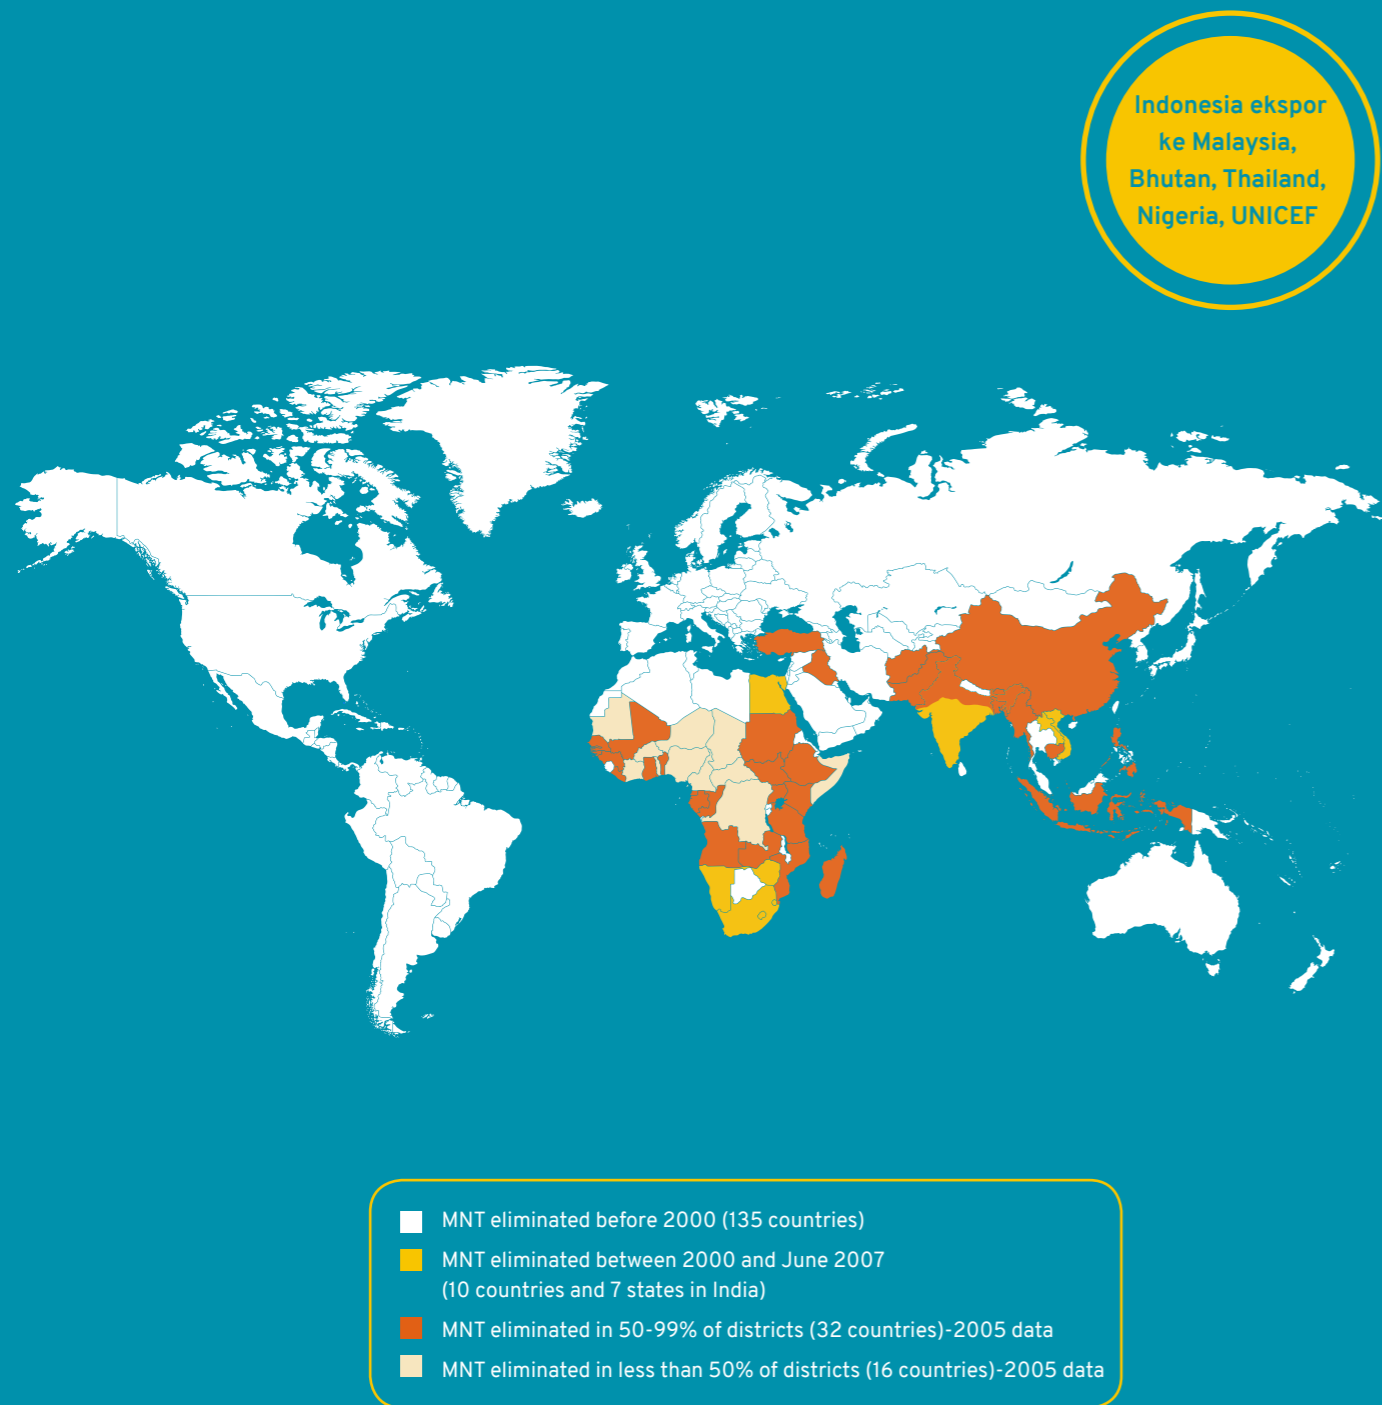 Indonesia ekspor
ke Malaysia,
Bhutan, Thailand,
Nigeria, UNICEF
MNT eliminated before 2000 (135 countries)
MNT eliminated between 2000 and June 2007
(10 countries and 7 states in India)
MNT eliminated in 50-99% of districts (32 countries)-2005 data
MNT eliminated in less than 50% of districts (16 countries)-2005 data